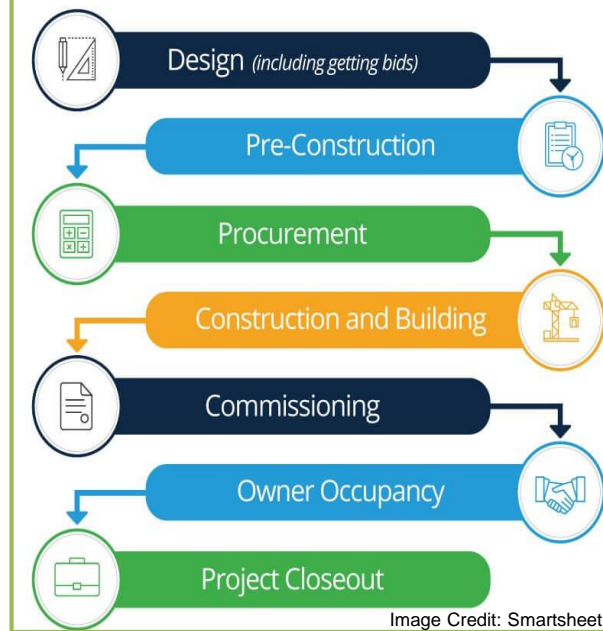 Design (including getting bids)
Pre-Construction
Procurement
Construction and Building
Commissioning
Owner Occupancy
Project Closeout
Image Credit: Smartsheet